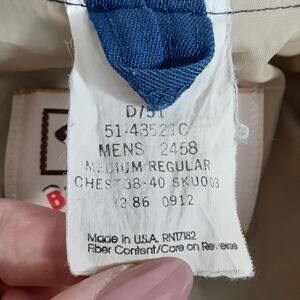 D/51
51-43521C
MENS 2458
MEDIUM REGULAR
CHEST 38-40 SKU003
22 86 0912
Made in U.S.A. RN17182
Fiber Content/Care on Reverse
B